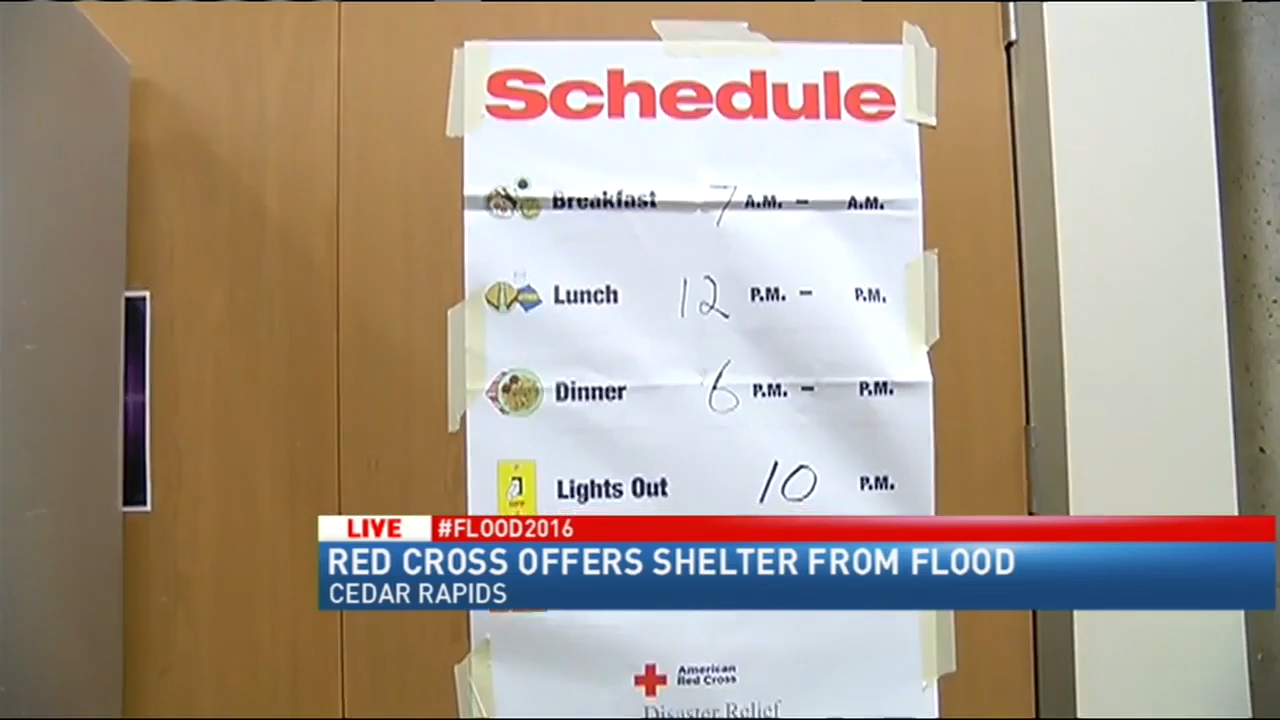 Schedule
Breakfast 7 A.M. – A.M.
Lunch 12 P.M. – P.M.
Dinner 6 P.M. – P.M.
Lights Out 10 P.M.
LIVE #FLOOD2016
RED CROSS OFFERS SHELTER FROM FLOOD
CEDAR RAPIDS
American
Red Cross
Disaster Relief